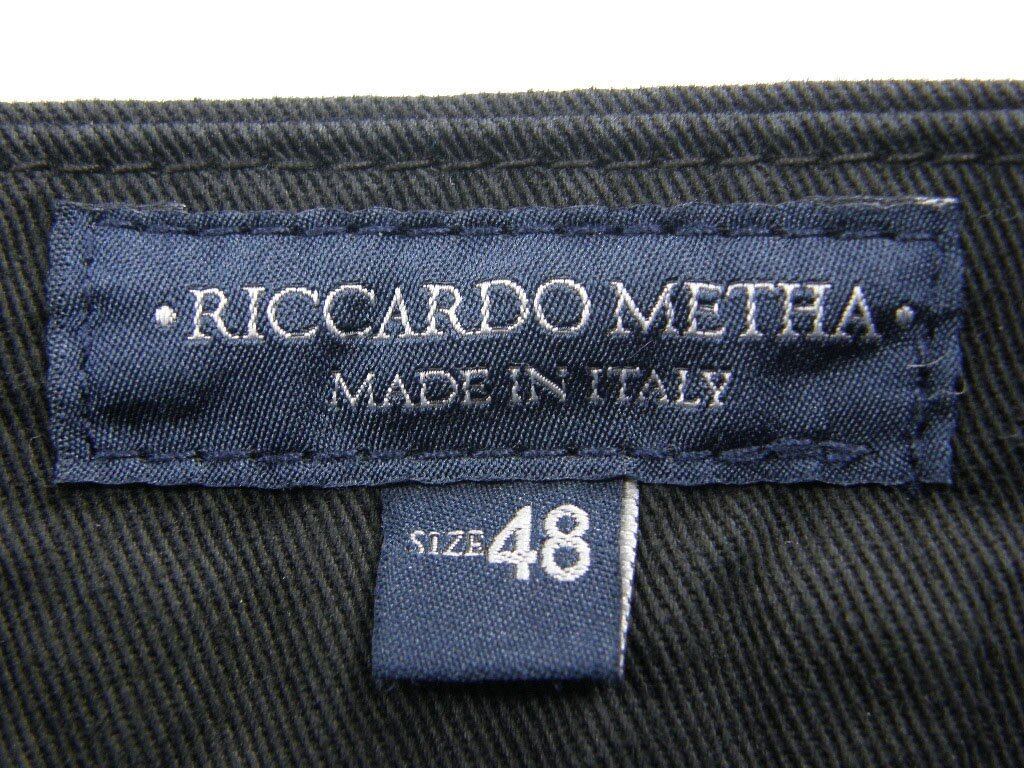 • RICCARDO METHA •
MADE IN ITALY
SIZE 48